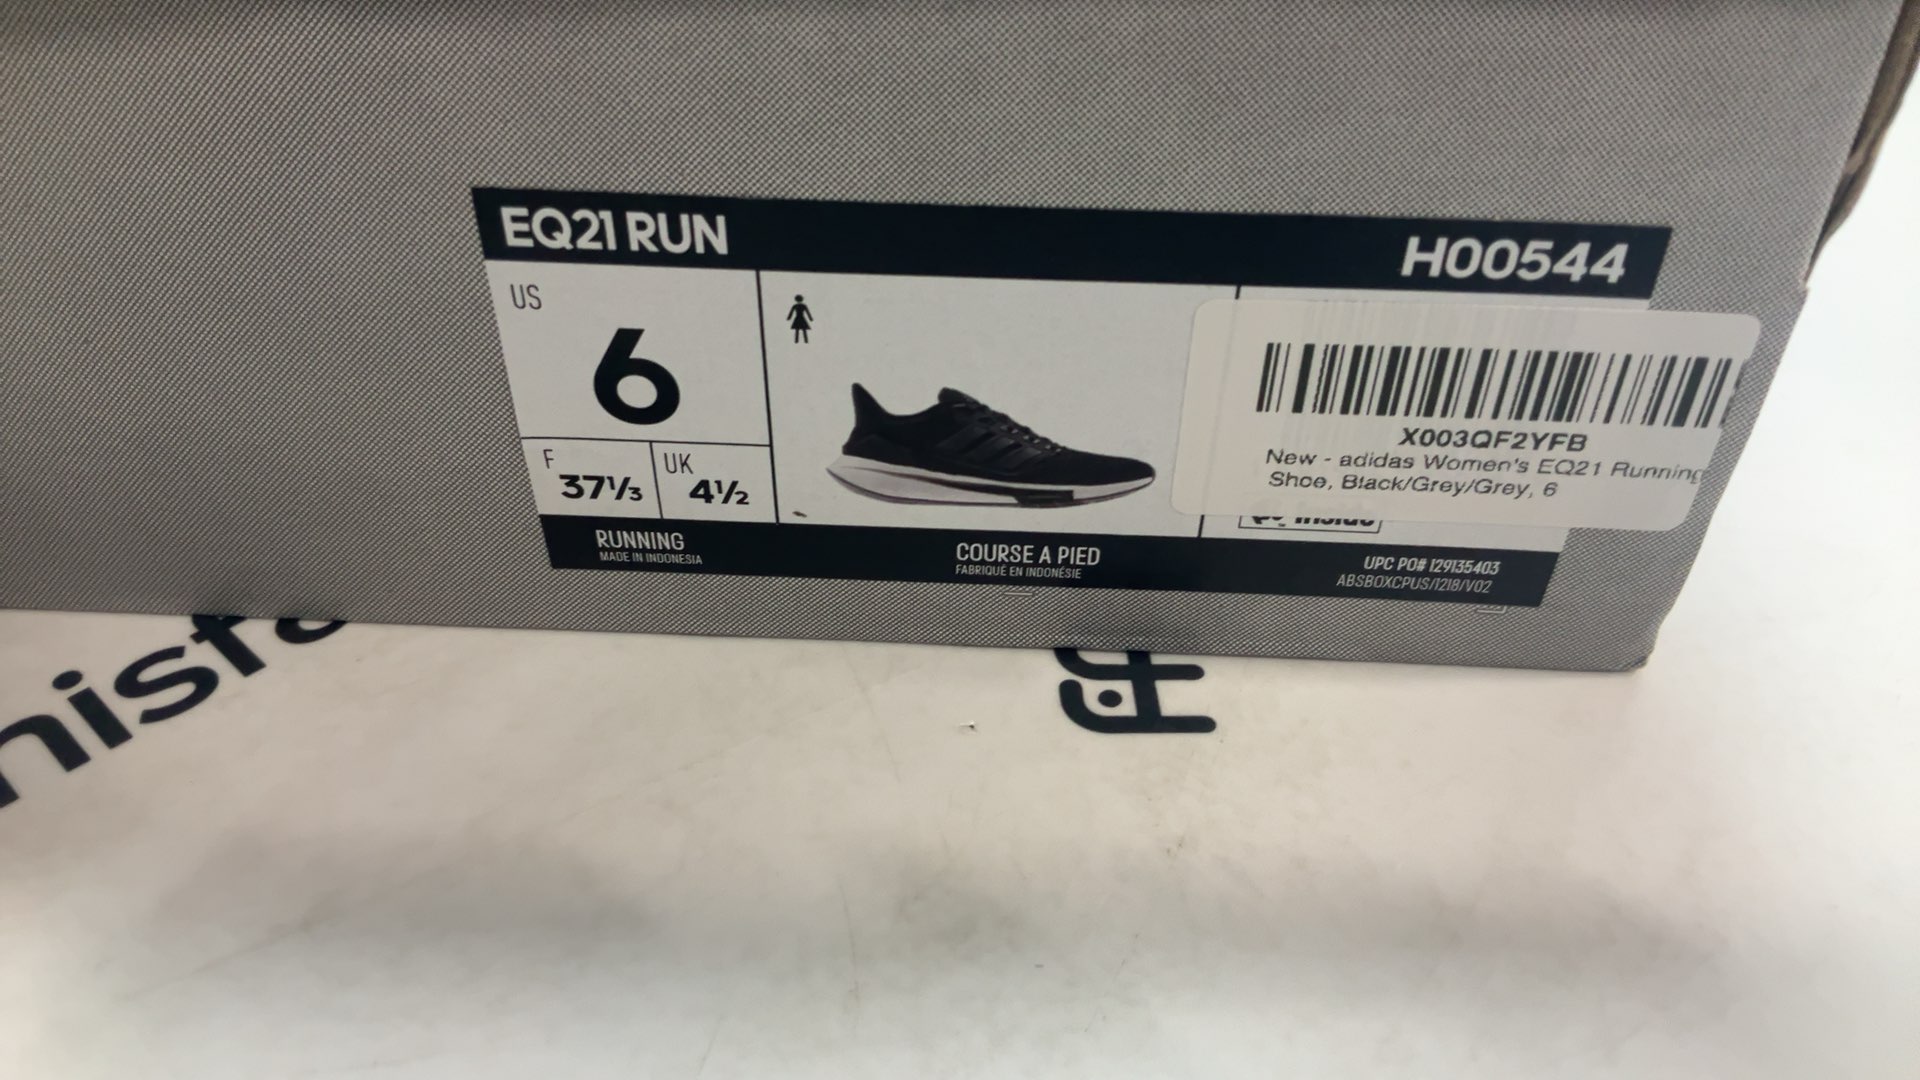 EQ21 RUN
H00544
US
6
F
37⅓
UK
4½
X003QF2YFB
New - adidas Women's EQ21 Running
Shoe, Black/Grey/Grey, 6
inside
RUNNING
MADE IN INDONESIA
COURSE A PIED
FABRIQUÉ EN INDONÉSIE
UPC PO# 129135403
ABSBOXCPUS/1218/V02